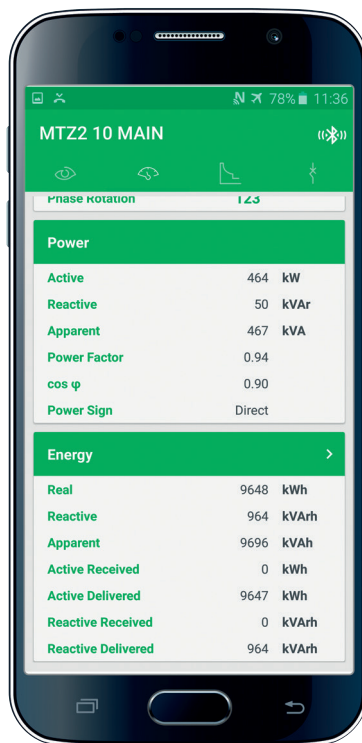 78% 11:36
MTZ2 10 MAIN
Phase Rotation 123
Power
Active 464 kW
Reactive 50 kVAr
Apparent 467 kVA
Power Factor 0.94
cos φ 0.90
Power Sign Direct
Energy
Real 9648 kWh
Reactive 964 kVArh
Apparent 9696 kVAh
Active Received 0 kWh
Active Delivered 9647 kWh
Reactive Received 0 kVArh
Reactive Delivered 964 kVArh